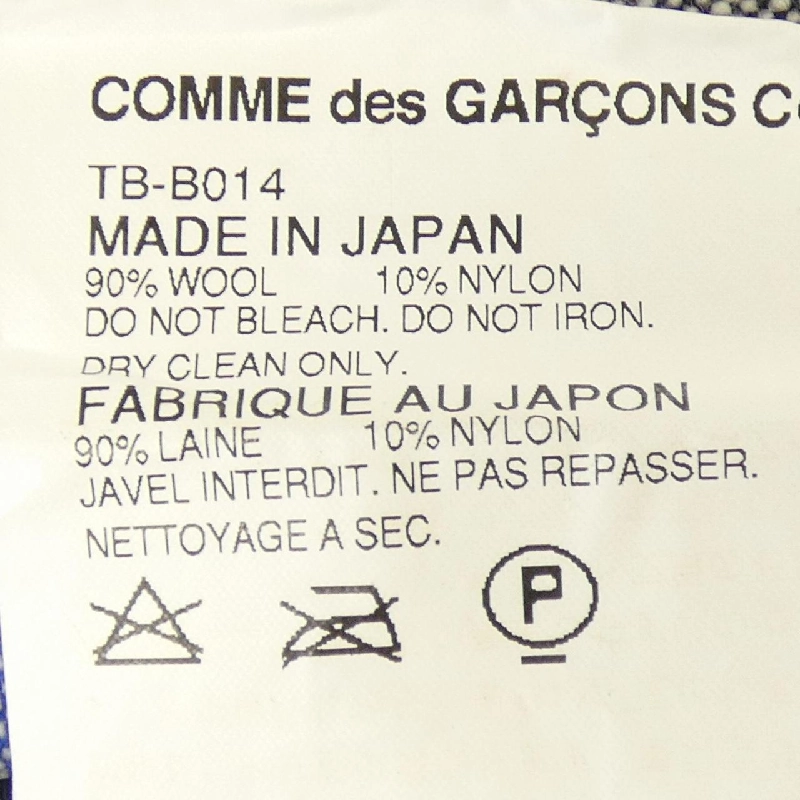 COMME des GARÇONS
TB-B014
MADE IN JAPAN
90% WOOL 10% NYLON
DO NOT BLEACH. DO NOT IRON.
DRY CLEAN ONLY.
FABRIQUE AU JAPON
90% LAINE 10% NYLON
JAVEL INTERDIT. NE PAS REPASSER.
NETTOYAGE A SEC.
P